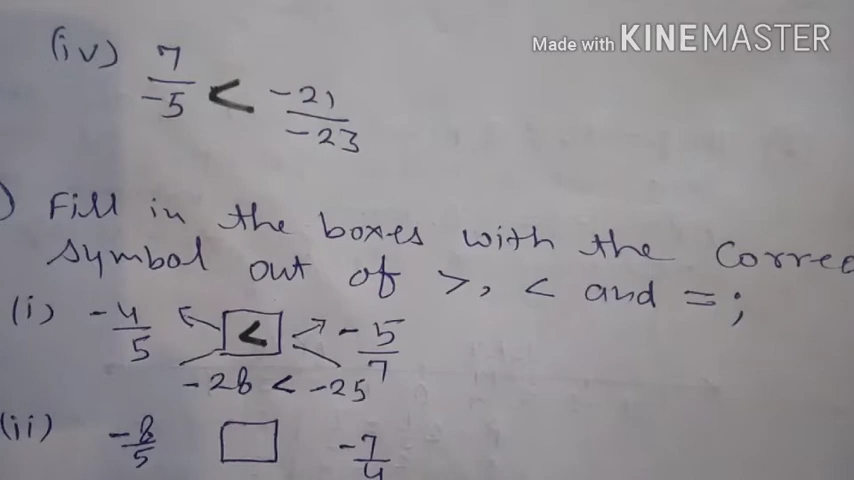 Made with KINEMASTER
(iv) 7/-5 < -21/-23
) Fill in the boxes with the Correc
symbol out of >, < and = ;
(i) -4/5 < -5/7
-28 < -25
(ii) -8/5 □ -7/4